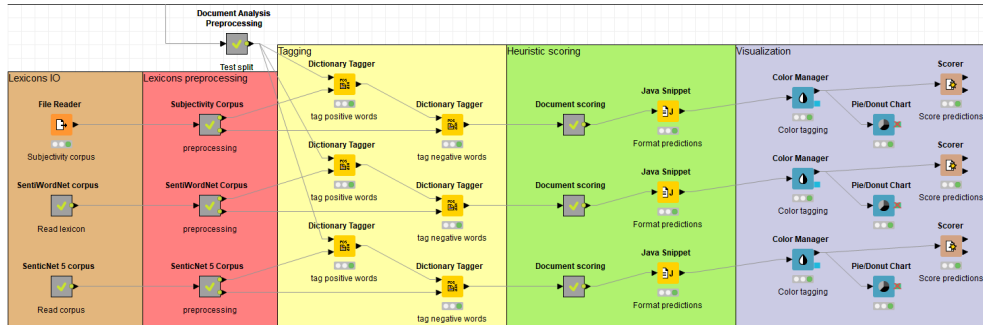 Document Analysis
Preprocessing
Test split
Lexicons IO
Lexicons preprocessing
Tagging
Heuristic scoring
Visualization
File Reader
Subjectivity corpus
Subjectivity Corpus
preprocessing
Dictionary Tagger
tag positive words
Dictionary Tagger
tag negative words
Document scoring
Java Snippet
Format predictions
Color Manager
Color tagging
Pie/Donut Chart
Scorer
Score predictions
SentiWordNet corpus
Read lexicon
SentiWordNet Corpus
preprocessing
Dictionary Tagger
tag positive words
Dictionary Tagger
tag negative words
Document scoring
Java Snippet
Format predictions
Color Manager
Color tagging
Pie/Donut Chart
Scorer
Score predictions
SenticNet 5 corpus
Read corpus
SenticNet 5 Corpus
preprocessing
Dictionary Tagger
tag positive words
Dictionary Tagger
tag negative words
Document scoring
Java Snippet
Format predictions
Color Manager
Color tagging
Pie/Donut Chart
Scorer
Score predictions